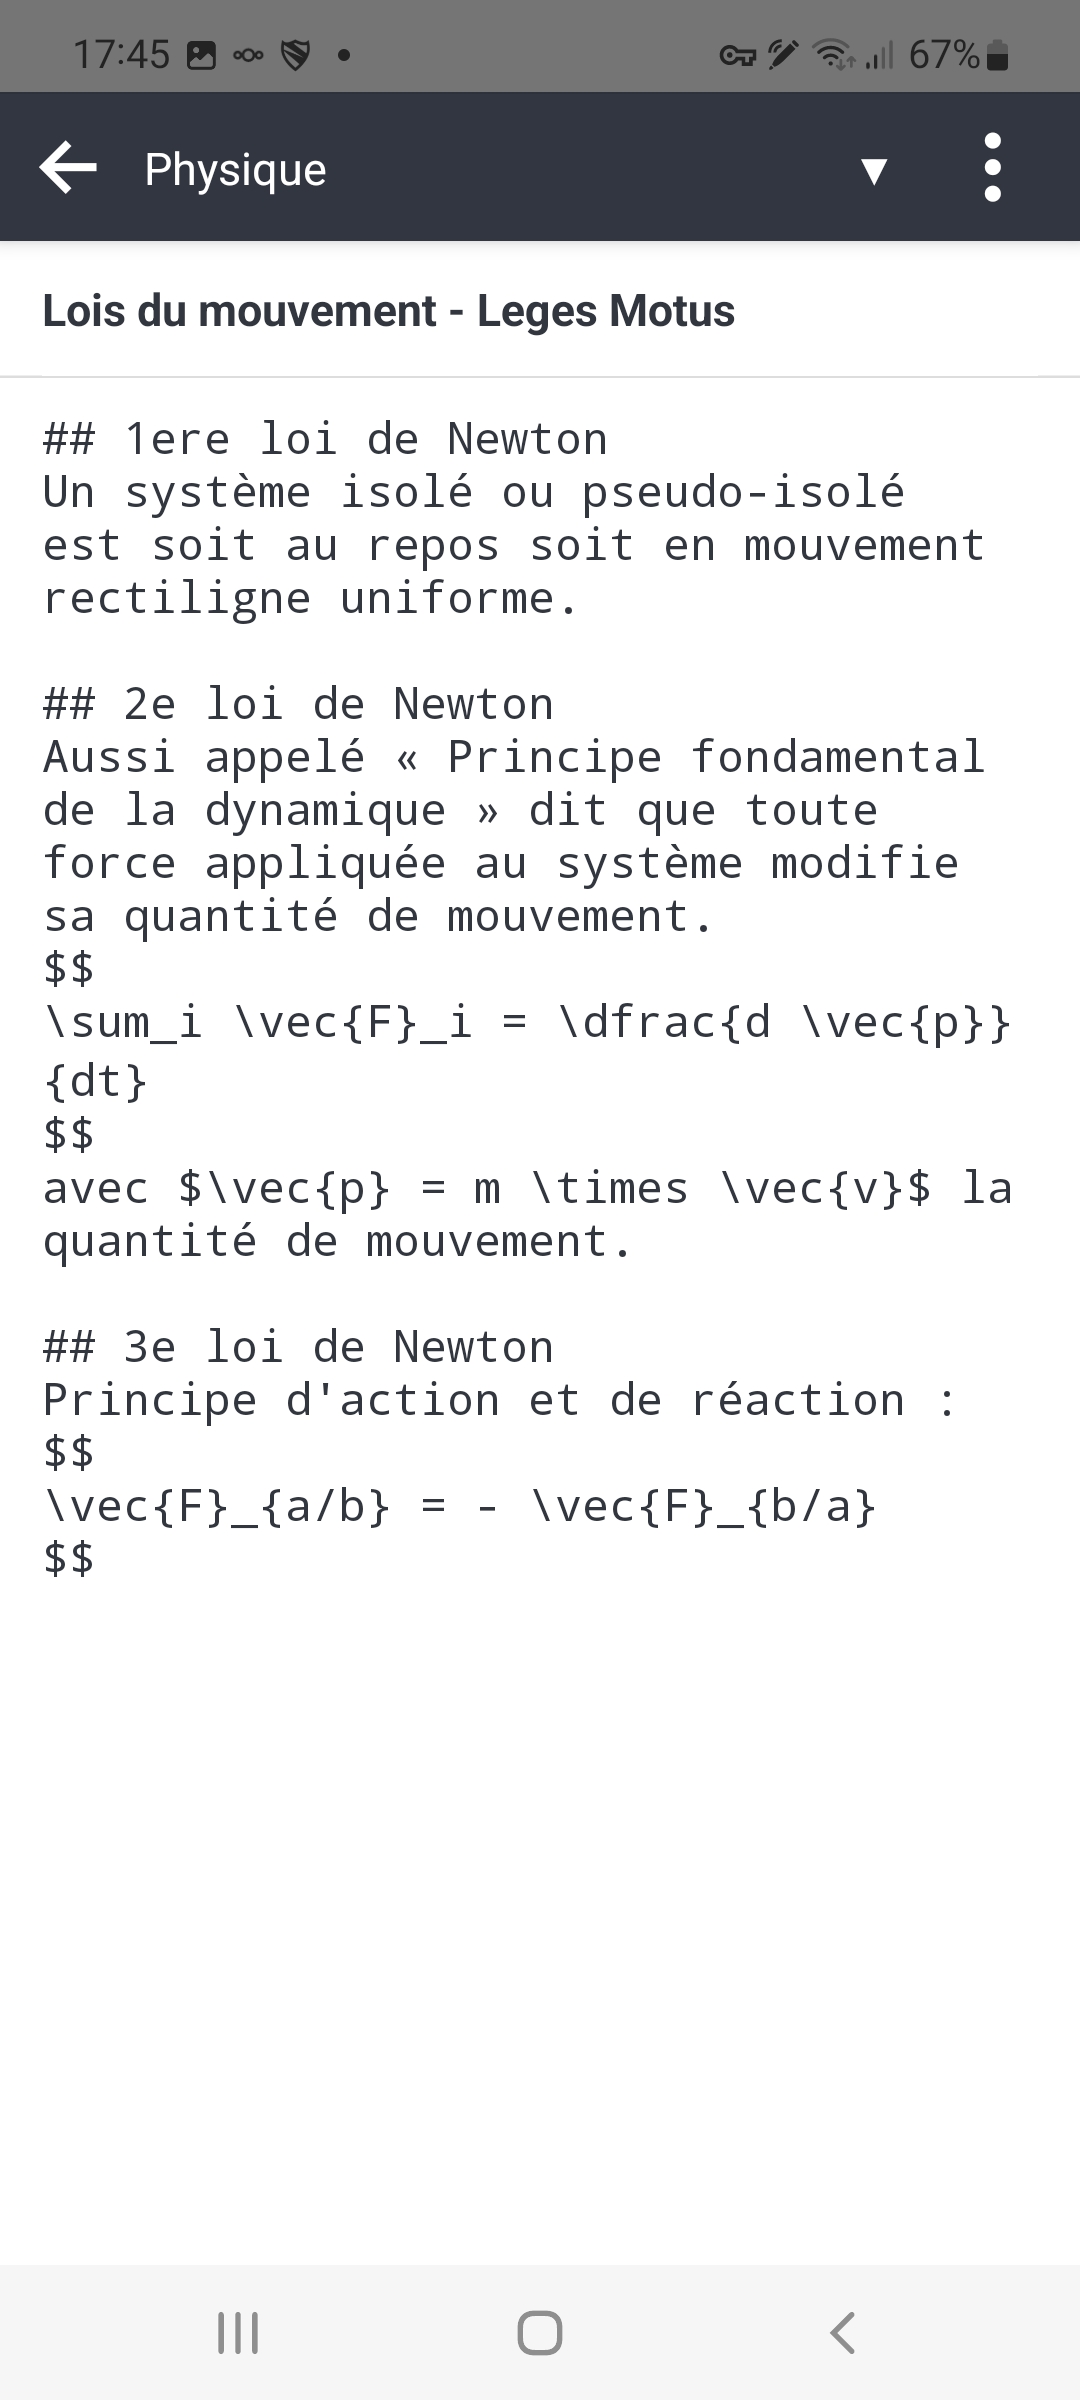 17:45
67%
Physique
Lois du mouvement - Leges Motus
## 1ere loi de Newton
Un système isolé ou pseudo-isolé
est soit au repos soit en mouvement
rectiligne uniforme.
## 2e loi de Newton
Aussi appelé « Principe fondamental
de la dynamique » dit que toute
force appliquée au système modifie
sa quantité de mouvement.
$$
\sum_i \vec{F}_i = \dfrac{d \vec{p}}
{dt}
$$
avec $\vec{p} = m \times \vec{v}$ la
quantité de mouvement.
## 3e loi de Newton
Principe d'action et de réaction :
$$
\vec{F}_{a/b} = - \vec{F}_{b/a}
$$